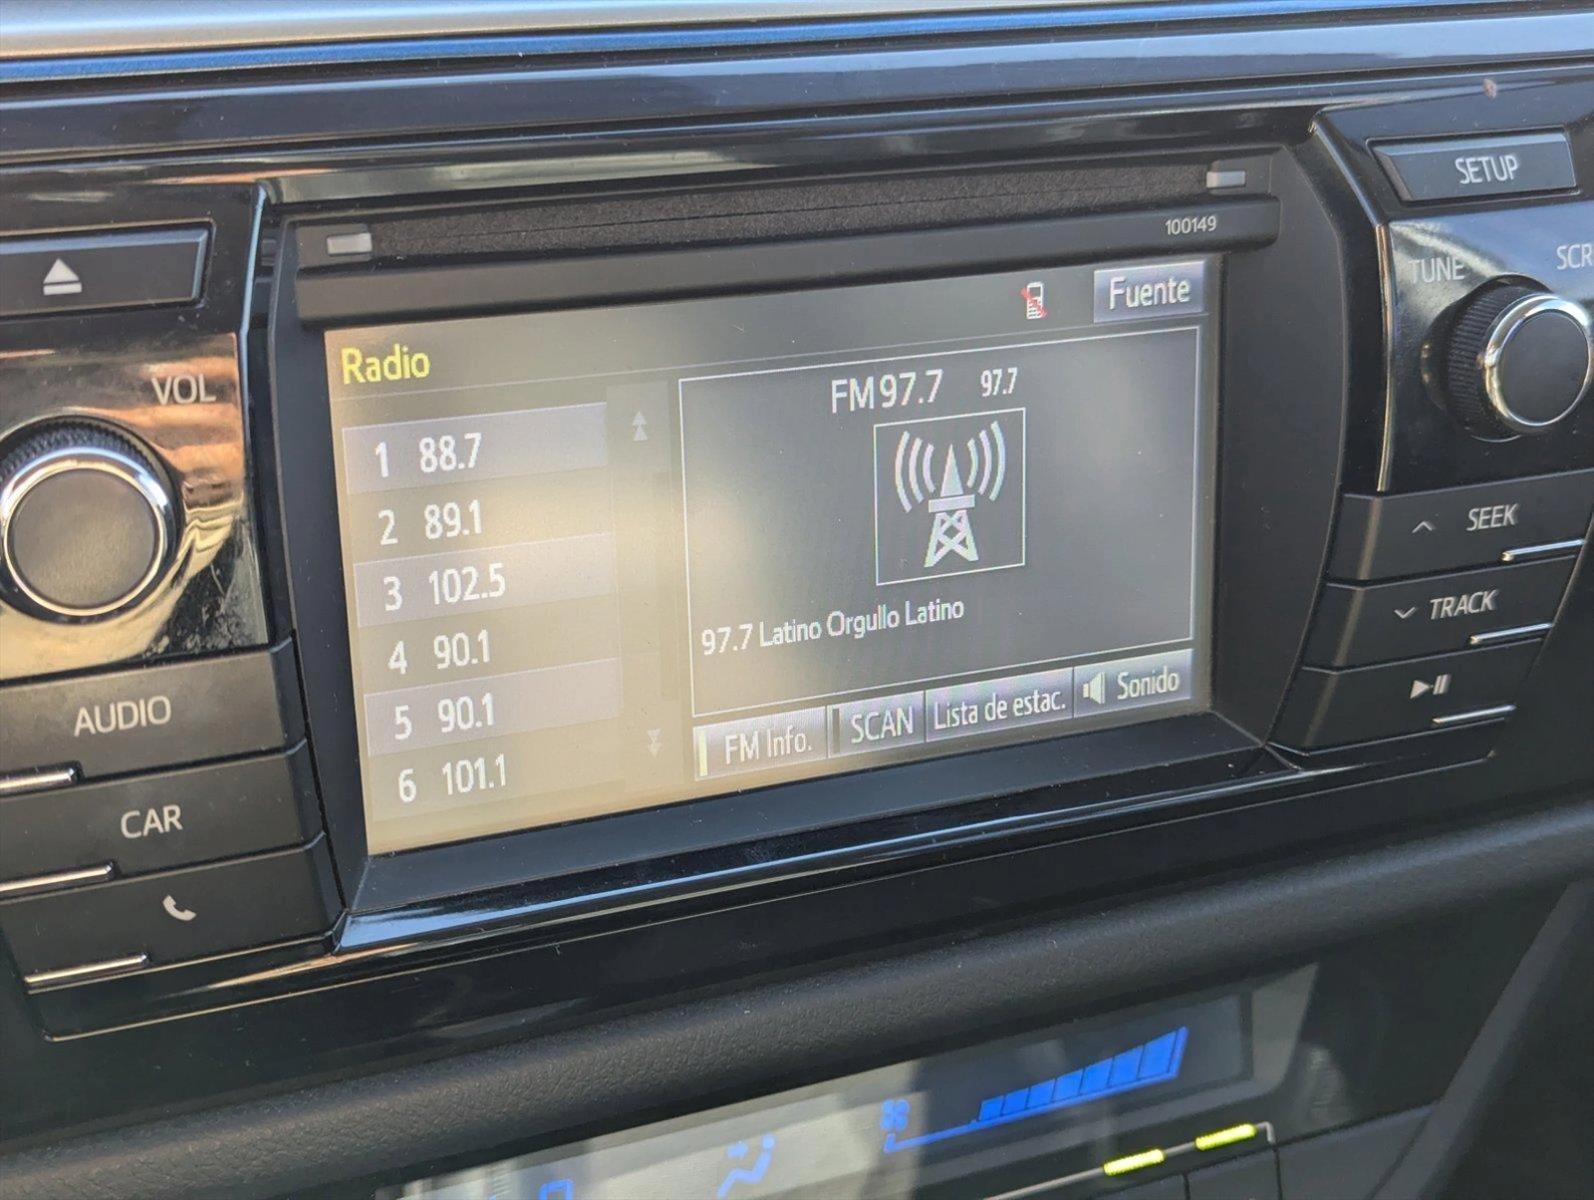 SETUP
100149
TUNE
SCR
VOL
Fuente
Radio
FM97.7 97.7
1 88.7
2 89.1
3 102.5
4 90.1
5 90.1
6 101.1
97.7 Latino Orgullo Latino
FM Info. SCAN Lista de estac. Sonido
SEEK
TRACK
AUDIO
CAR